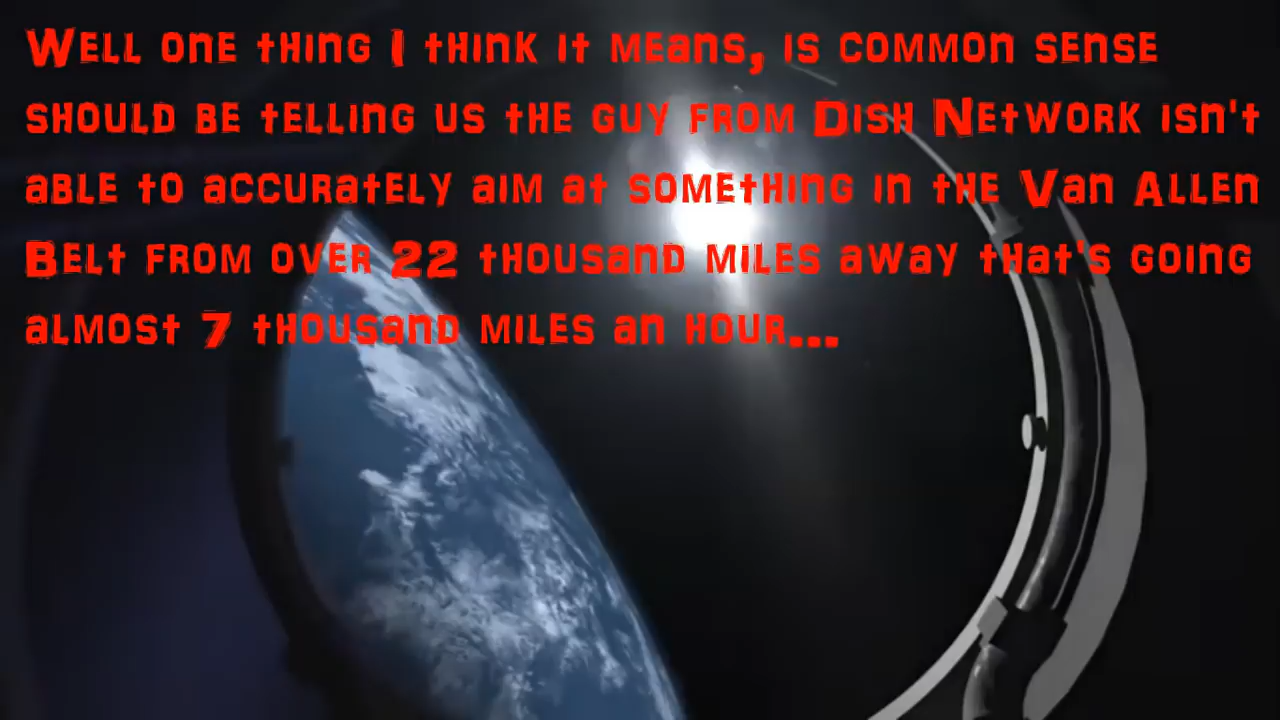 Well one thing I think it means, is common sense
should be telling us the guy from Dish Network isn't
able to accurately aim at something in the Van Allen
Belt from over 22 thousand miles away that's going
almost 7 thousand miles an hour...